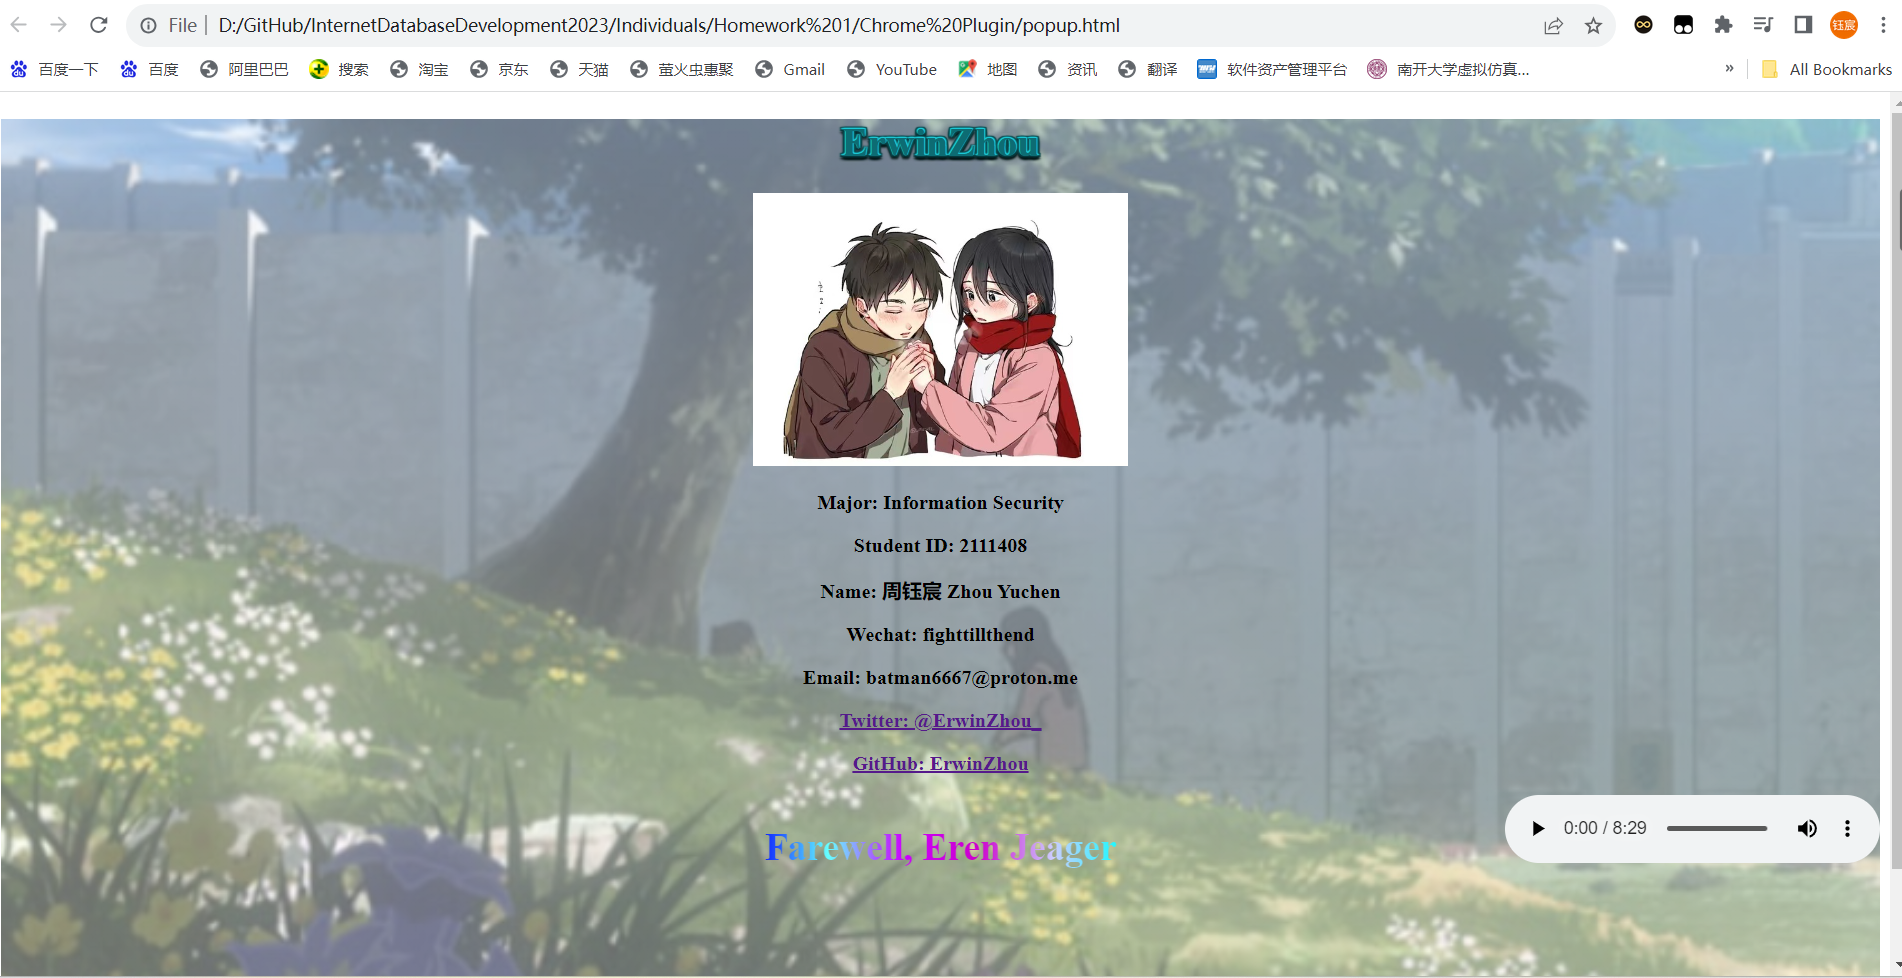 File | D:/GitHub/InternetDatabaseDevelopment2023/Individuals/Homework%201/Chrome%20Plugin/popup.html
钰宸
百度一下 百度 阿里巴巴 搜索 淘宝 京东 天猫 萤火虫惠聚 Gmail YouTube 地图 资讯 翻译 软件资产管理平台 南开大学虚拟仿真... » All Bookmarks
ErwinZhou
Major: Information Security
Student ID: 2111408
Name: 周钰宸 Zhou Yuchen
Wechat: fighttillthend
Email: batman6667@proton.me
Twitter: @ErwinZhou_
GitHub: ErwinZhou
0:00 / 8:29
Farewell, Eren Jeager